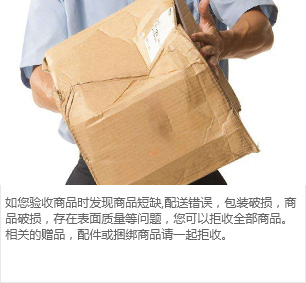 如您验收商品时发现商品短缺,配送错误，包装破损，商
品破损，存在表面质量等问题，您可以拒收全部商品。
相关的赠品，配件或捆绑商品请一起拒收。